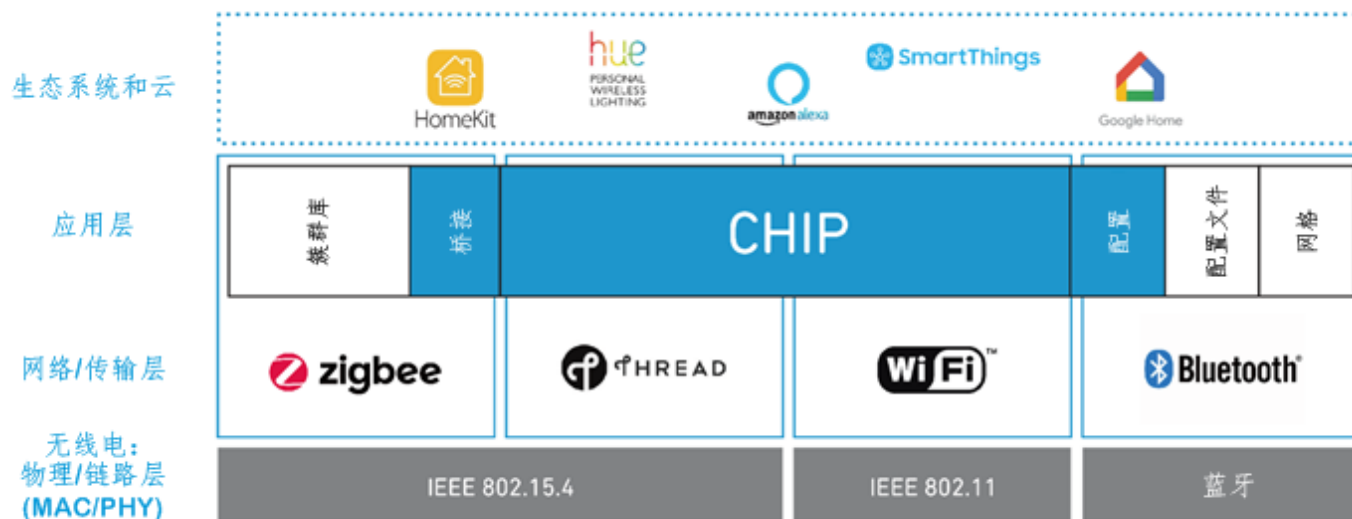 生态系统和云
HomeKit
hue
PERSONAL
WIRELESS
LIGHTING
amazon alexa
SmartThings
Google Home
应用层
簇群库
桥接
CHIP
配置
配置文件
网格
网络/传输层
zigbee
THREAD
WiFi™
Bluetooth®
无线电：
物理/链路层
(MAC/PHY)
IEEE 802.15.4
IEEE 802.11
蓝牙